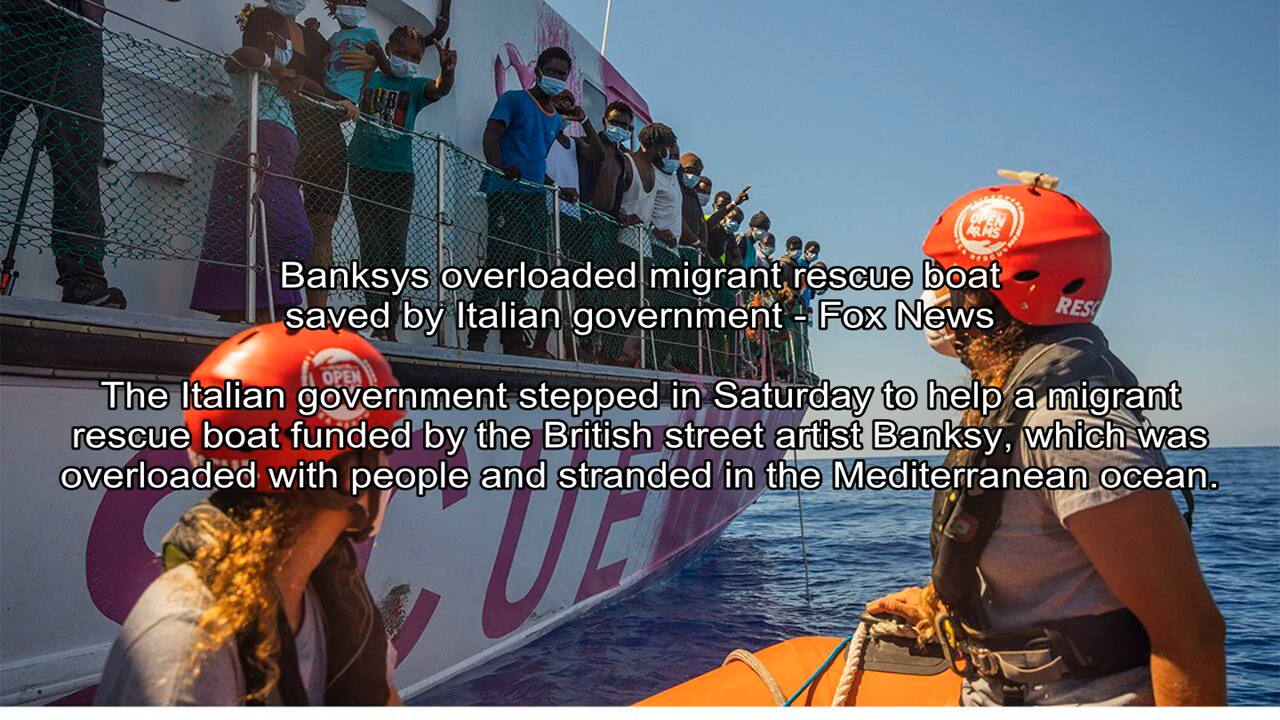 Banksys overloaded migrant rescue boat
saved by Italian government - Fox News
The Italian government stepped in Saturday to help a migrant
rescue boat funded by the British street artist Banksy, which was
overloaded with people and stranded in the Mediterranean ocean.
OPEN
ARMS
RESC
OPEN
CUE